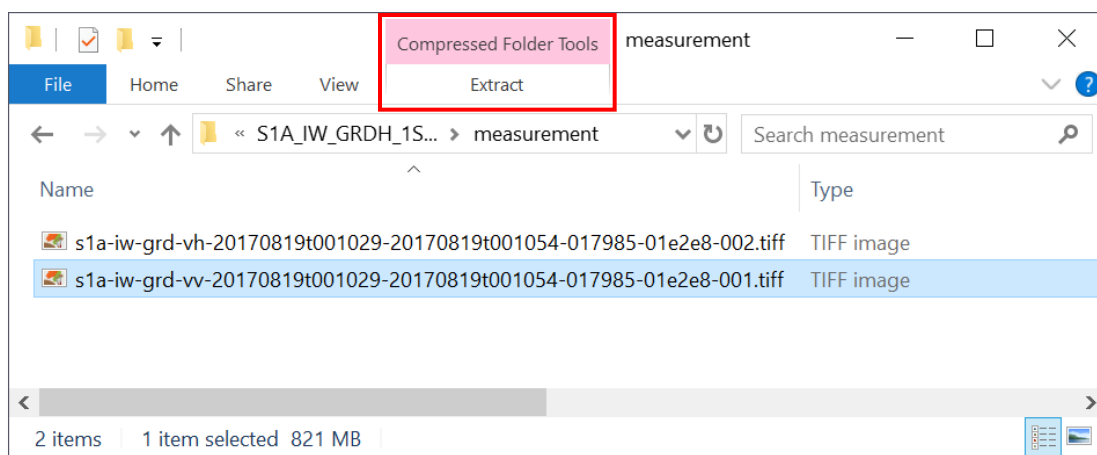 Compressed Folder Tools measurement
File Home Share View Extract ?
« S1A_IW_GRDH_1S... > measurement Search measurement
Name Type
s1a-iw-grd-vh-20170819t001029-20170819t001054-017985-01e2e8-002.tiff TIFF image
s1a-iw-grd-vv-20170819t001029-20170819t001054-017985-01e2e8-001.tiff TIFF image
2 items 1 item selected 821 MB